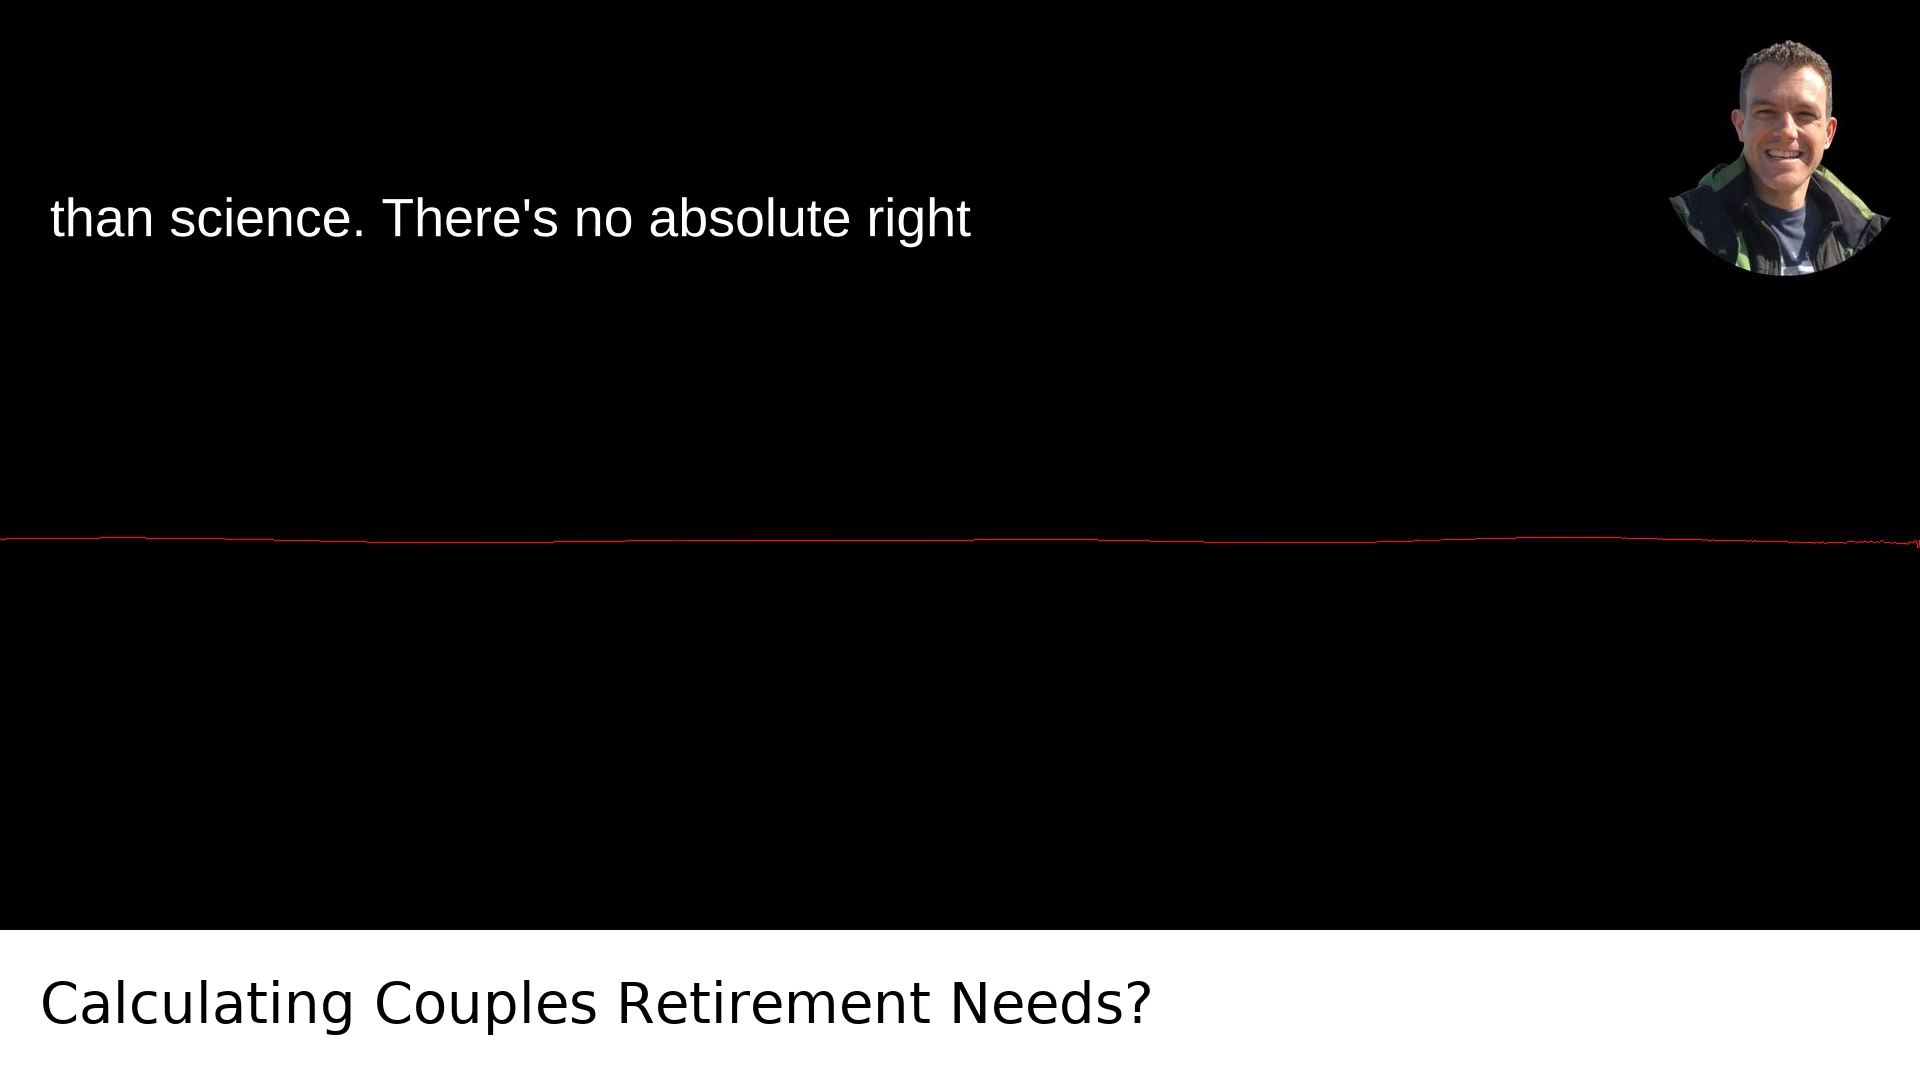 than science. There's no absolute right
Calculating Couples Retirement Needs?